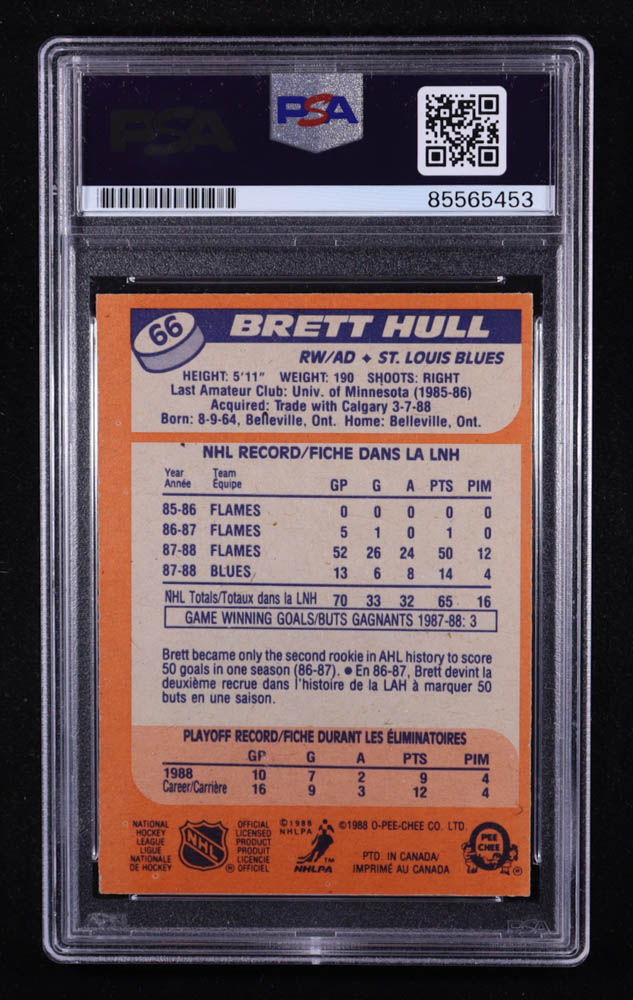 PSA
PSA
85565453
66
BRETT HULL
RW/AD ✦ ST. LOUIS BLUES
HEIGHT: 5'11" WEIGHT: 190 SHOOTS: RIGHT
Last Amateur Club: Univ. of Minnesota (1985-86)
Acquired: Trade with Calgary 3-7-88
Born: 8-9-64, Belleville, Ont. Home: Belleville, Ont.
NHL RECORD/FICHE DANS LA LNH
Year Team
Année Équipe GP G A PTS PIM
85-86 FLAMES 0 0 0 0 0
86-87 FLAMES 5 1 0 1 0
87-88 FLAMES 52 26 24 50 12
87-88 BLUES 13 6 8 14 4
NHL Totals/Totaux dans la LNH 70 33 32 65 16
GAME WINNING GOALS/BUTS GAGNANTS 1987-88: 3
Brett became only the second rookie in AHL history to score
50 goals in one season (86-87). ● En 86-87, Brett devint la
deuxième recrue dans l'histoire de la LAH à marquer 50
buts en une saison.
PLAYOFF RECORD/FICHE DURANT LES ÉLIMINATOIRES
GP G A PTS PIM
1988 10 7 2 9 4
Career/Carrière 16 9 3 12 4
NATIONAL
HOCKEY
LEAGUE
LIGUE
NATIONALE
DE HOCKEY
NHL
®
OFFICIAL
LICENSED
PRODUCT
PRODUIT
LICENCIÉ
OFFICIEL
©1988
NHLPA
TM
NHLPA
©1988 O-PEE-CHEE CO. LTD.
PTD. IN CANADA/
IMPRIMÉ AU CANADA
O
PEE
CHEE
®
PSA